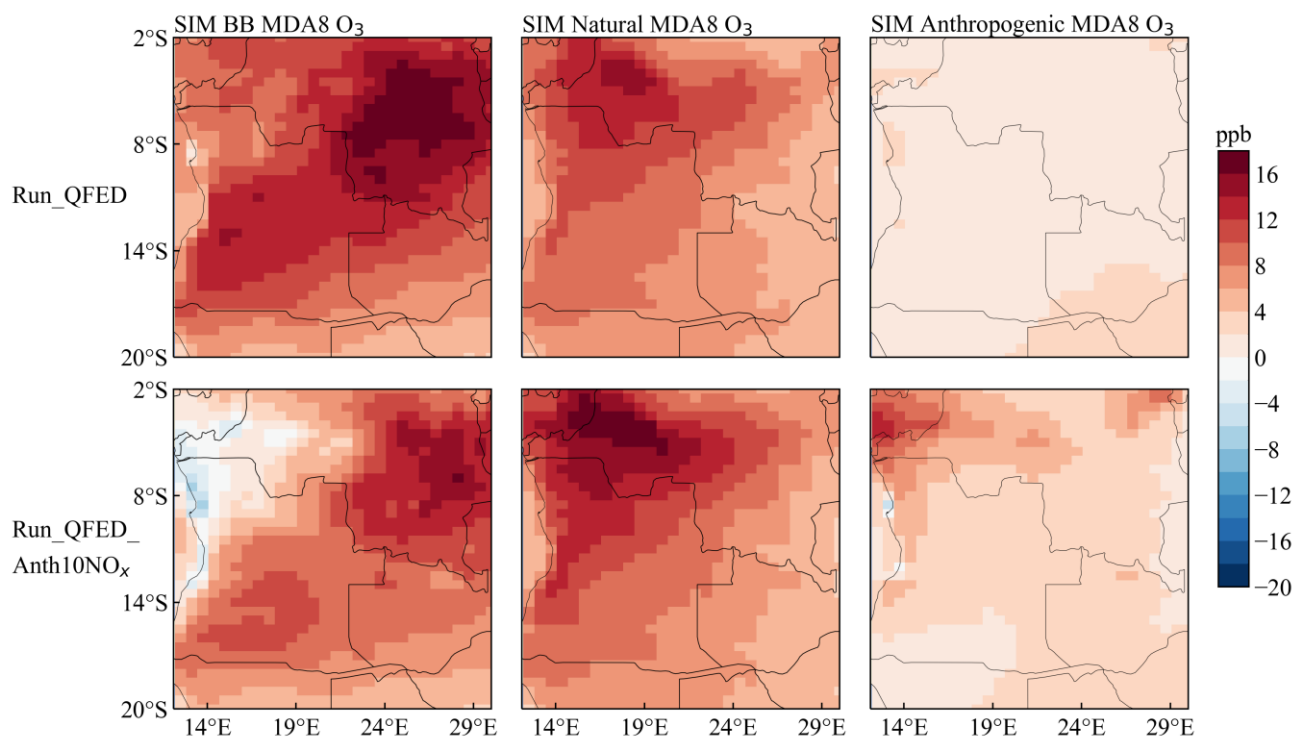 SIM BB MDA8 O₃ SIM Natural MDA8 O₃ SIM Anthropogenic MDA8 O₃
2°S
8°S
14°S
20°S
Run_QFED
ppb
16
12
8
4
0
−4
−8
−12
−16
−20
2°S
8°S
14°S
20°S
Run_QFED_
Anth10NOₓ
14°E 19°E 24°E 29°E 14°E 19°E 24°E 29°E 14°E 19°E 24°E 29°E